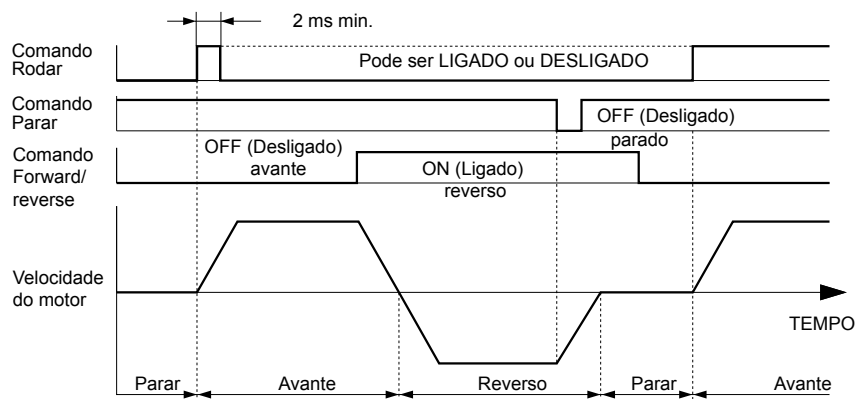 2 ms min.
Comando
Rodar
Pode ser LIGADO ou DESLIGADO
Comando
Parar
OFF (Desligado)
parado
OFF (Desligado)
avante
Comando
Forward/
reverse
ON (Ligado)
reverso
Velocidade
do motor
TEMPO
Parar
Avante
Reverso
Parar
Avante